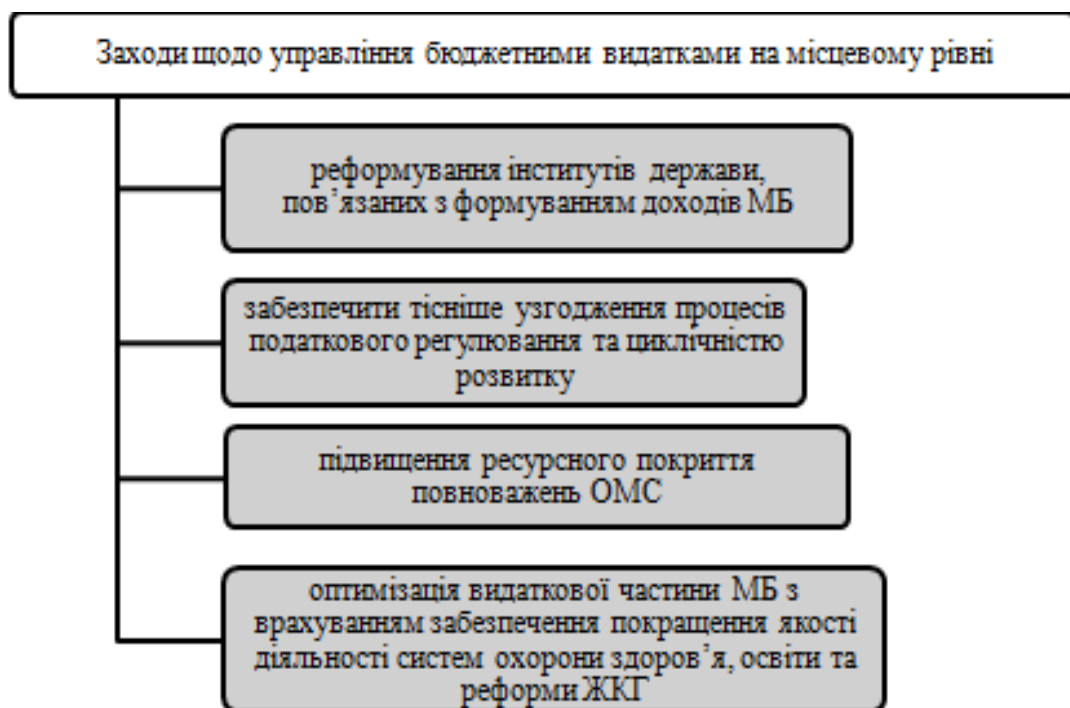 Заходи щодо управління бюджетними видатками на місцевому рівні
реформування інститутів держави,
пов’язаних з формуванням доходів МБ
забезпечити тісніше узгодження процесів
податкового регулювання та циклічністю
розвитку
підвищення ресурсного покриття
повноважень ОМС
оптимізація видаткової частини МБ з
врахуванням забезпечення покращення якості
діяльності систем охорони здоров’я, освіти та
реформи ЖКГ